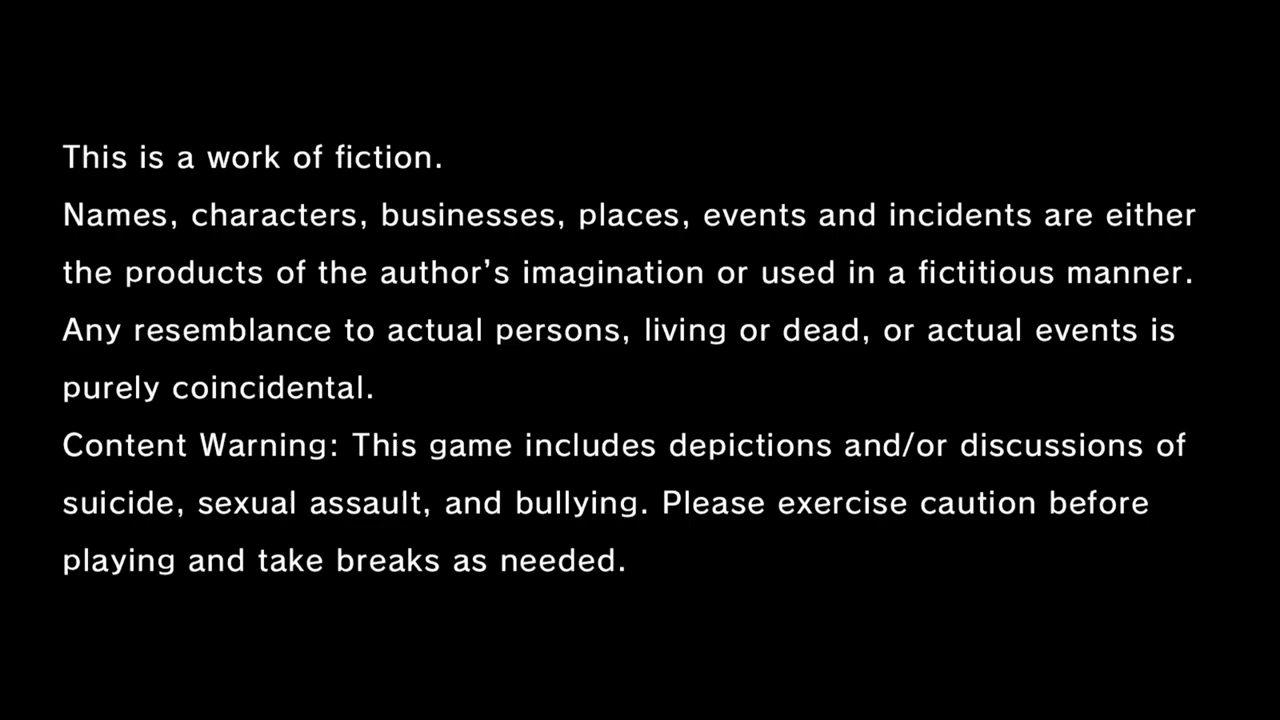 This is a work of fiction.
Names, characters, businesses, places, events and incidents are either
the products of the author’s imagination or used in a fictitious manner.
Any resemblance to actual persons, living or dead, or actual events is
purely coincidental.
Content Warning: This game includes depictions and/or discussions of
suicide, sexual assault, and bullying. Please exercise caution before
playing and take breaks as needed.